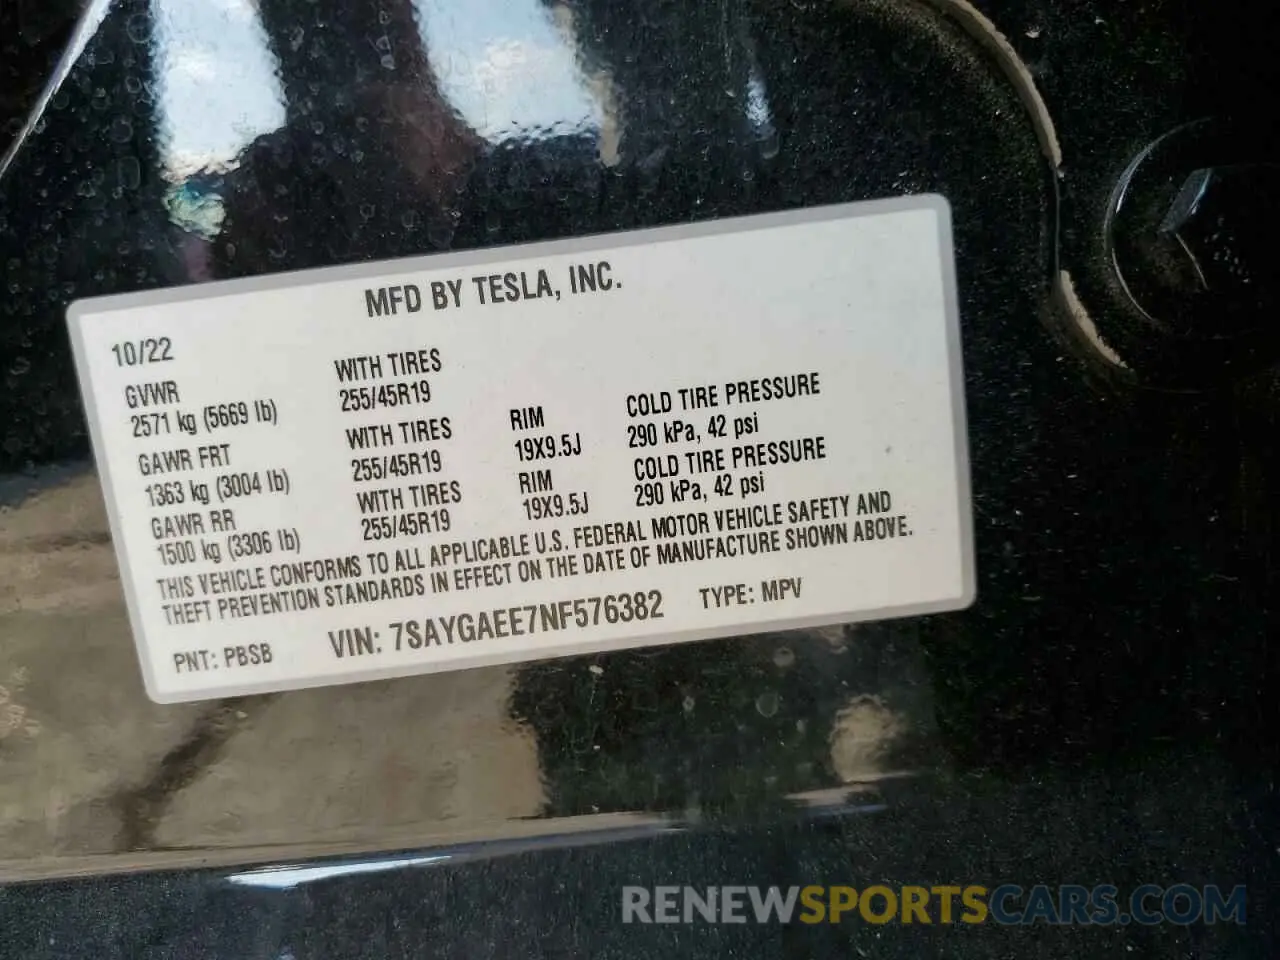 MFD BY TESLA, INC.
10/22
GVWR
2571 kg (5669 lb)
WITH TIRES
255/45R19
GAWR FRT
1363 kg (3004 lb)
WITH TIRES
255/45R19
RIM
19X9.5J
COLD TIRE PRESSURE
290 kPa, 42 psi
GAWR RR
1500 kg (3306 lb)
WITH TIRES
255/45R19
RIM
19X9.5J
COLD TIRE PRESSURE
290 kPa, 42 psi
THIS VEHICLE CONFORMS TO ALL APPLICABLE U.S. FEDERAL MOTOR VEHICLE SAFETY AND
THEFT PREVENTION STANDARDS IN EFFECT ON THE DATE OF MANUFACTURE SHOWN ABOVE.
PNT: PBSB VIN: 7SAYGAEE7NF576382 TYPE: MPV
RENEWSPORTSCARS.COM